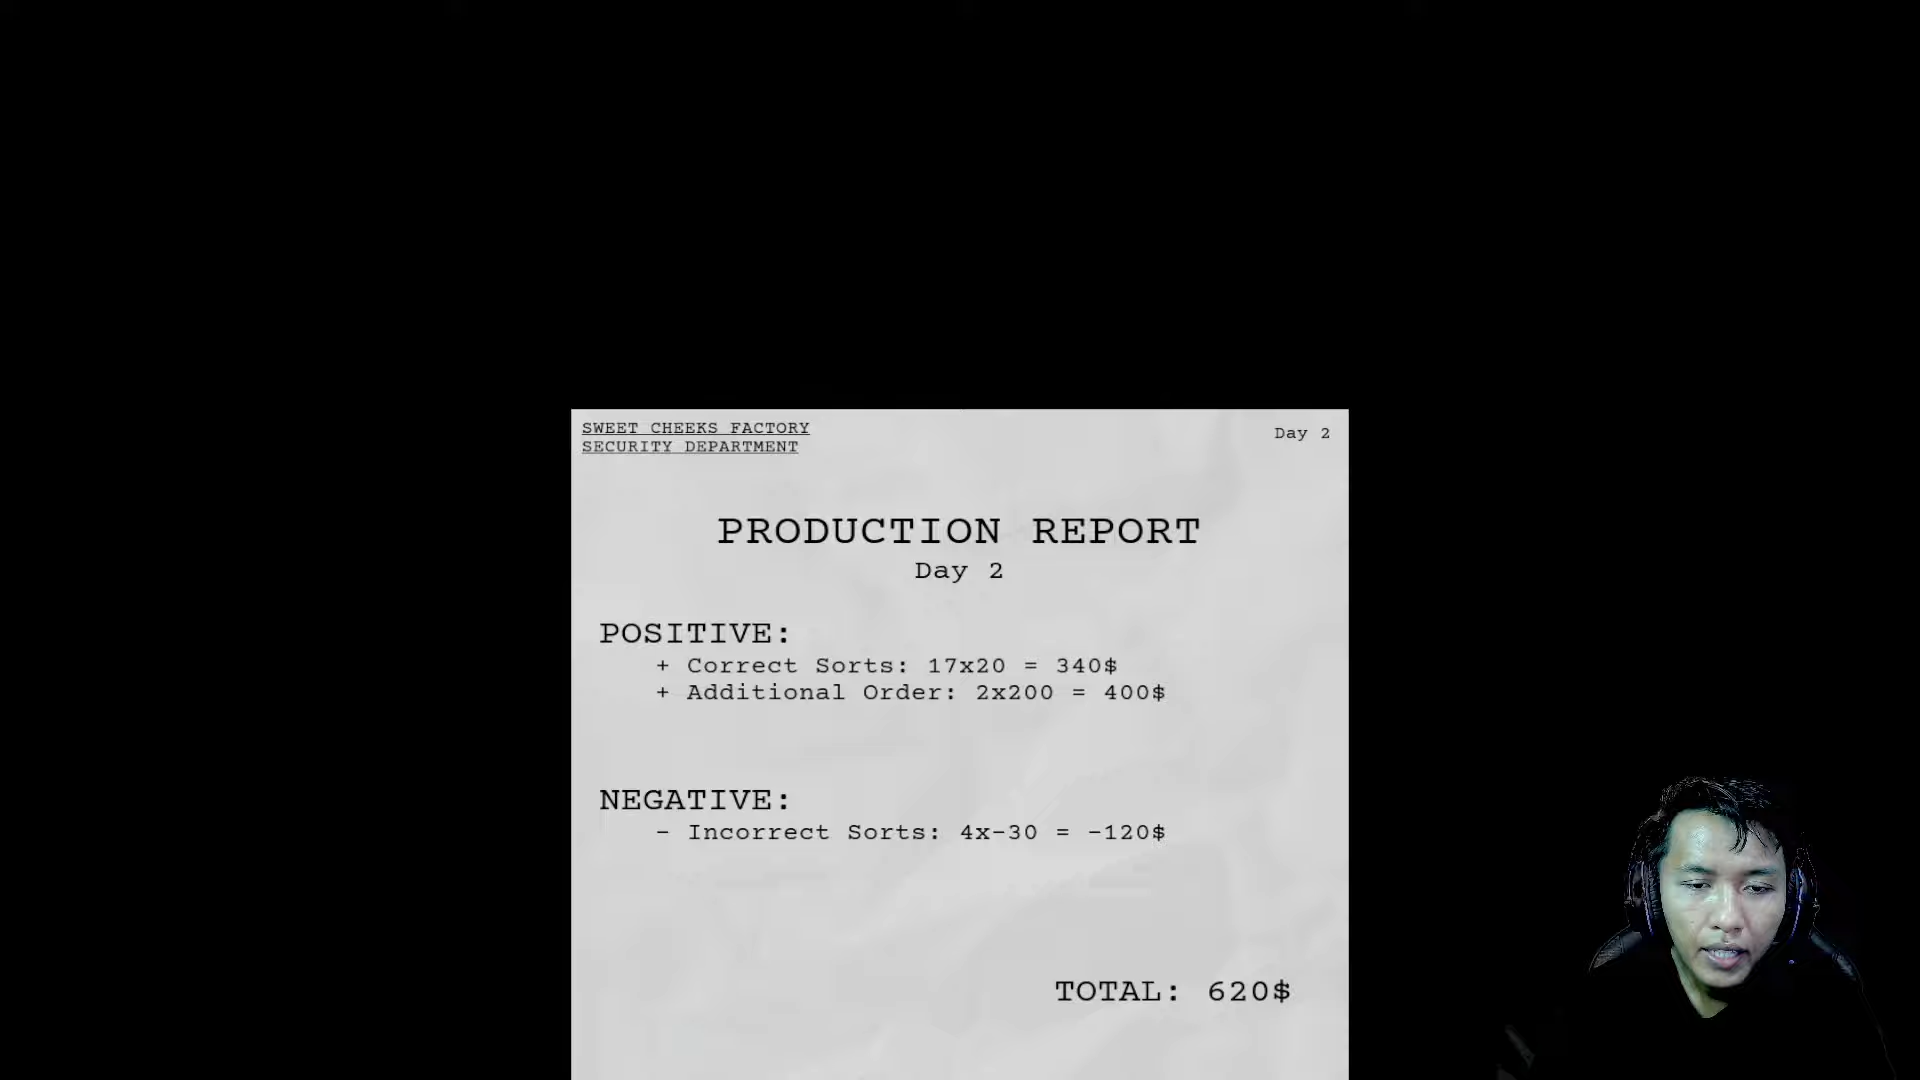 SWEET CHEEKS FACTORY
SECURITY DEPARTMENT
Day 2
PRODUCTION REPORT
Day 2
POSITIVE:
+ Correct Sorts: 17x20 = 340$
+ Additional Order: 2x200 = 400$
NEGATIVE:
- Incorrect Sorts: 4x-30 = -120$
TOTAL: 620$